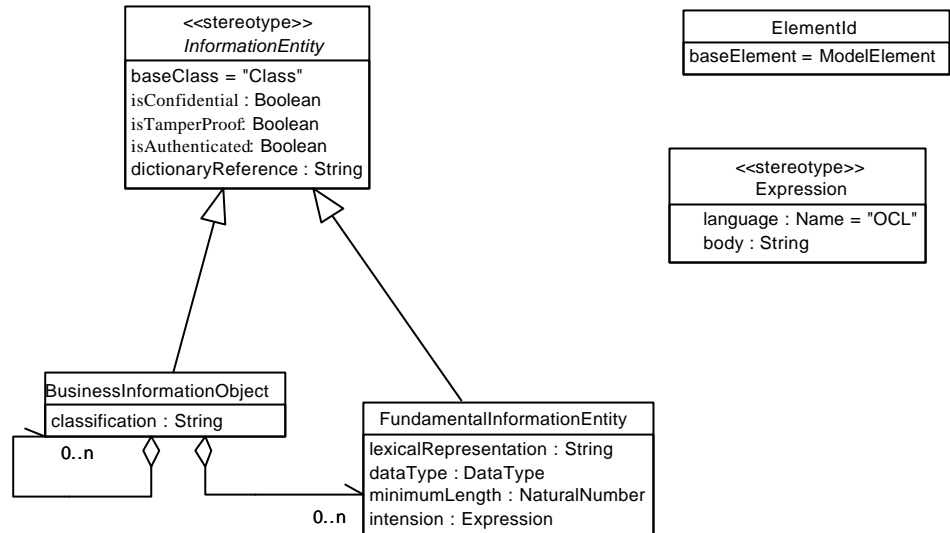 <<stereotype>>
InformationEntity
baseClass = "Class"
isConfidential : Boolean
isTamperProof: Boolean
isAuthenticated: Boolean
dictionaryReference : String
ElementId
baseElement = ModelElement
<<stereotype>>
Expression
language : Name = "OCL"
body : String
BusinessInformationObject
classification : String
0..n
0..n
FundamentalInformationEntity
lexicalRepresentation : String
dataType : DataType
minimumLength : NaturalNumber
intension : Expression